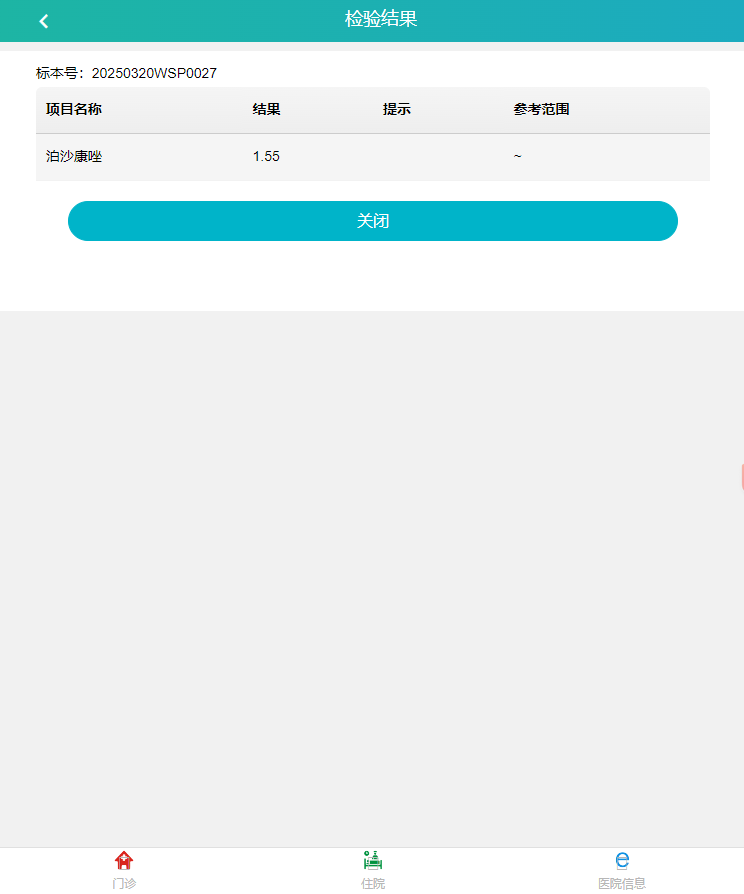 检验结果
标本号：20250320WSP0027
项目名称 结果 提示 参考范围
泊沙康唑 1.55 ~
关闭
门诊 住院 医院信息